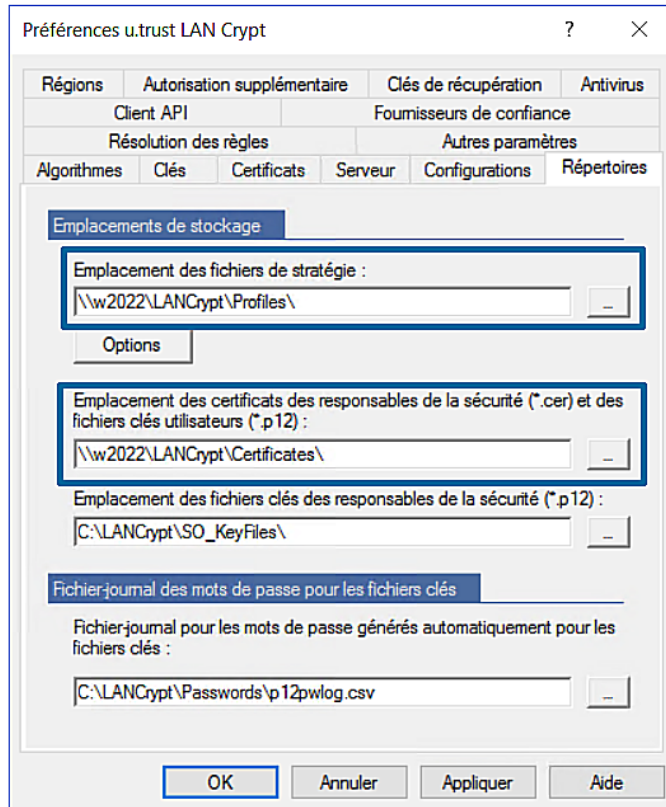 Préférences u.trust LAN Crypt ? ×
Régions Autorisation supplémentaire Clés de récupération Antivirus
Client API Fournisseurs de confiance
Résolution des règles Autres paramètres
Algorithmes Clés Certificats Serveur Configurations Répertoires
Emplacements de stockage
Emplacement des fichiers de stratégie :
\\w2022\LANCrypt\Profiles\ ...
Options
Emplacement des certificats des responsables de la sécurité (*.cer) et des
fichiers clés utilisateurs (*.p12) :
\\w2022\LANCrypt\Certificates\ ...
Emplacement des fichiers clés des responsables de la sécurité (*.p12) :
C:\LANCrypt\SO_KeyFiles\ ...
Fichier-journal des mots de passe pour les fichiers clés
Fichier-journal pour les mots de passe générés automatiquement pour les
fichiers clés :
C:\LANCrypt\Passwords\p12pwlog.csv ...
OK Annuler Appliquer Aide